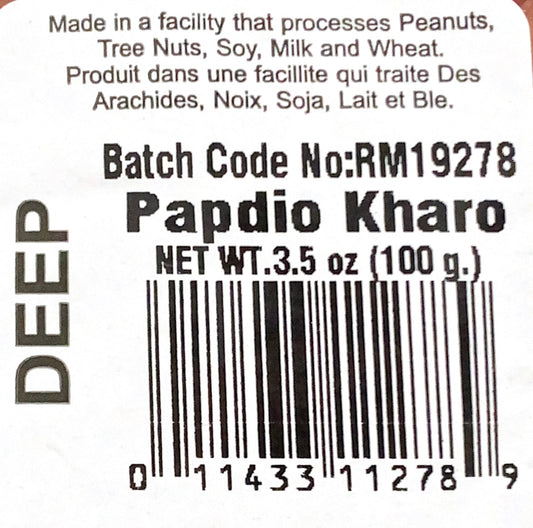 Made in a facility that processes Peanuts,
Tree Nuts, Soy, Milk and Wheat.
Produit dans une facillite qui traite Des
Arachides, Noix, Soja, Lait et Ble.
Batch Code No:RM19278
Papdio Kharo
NET WT.3.5 oz (100 g.)
DEEP
0 11433 11278 9